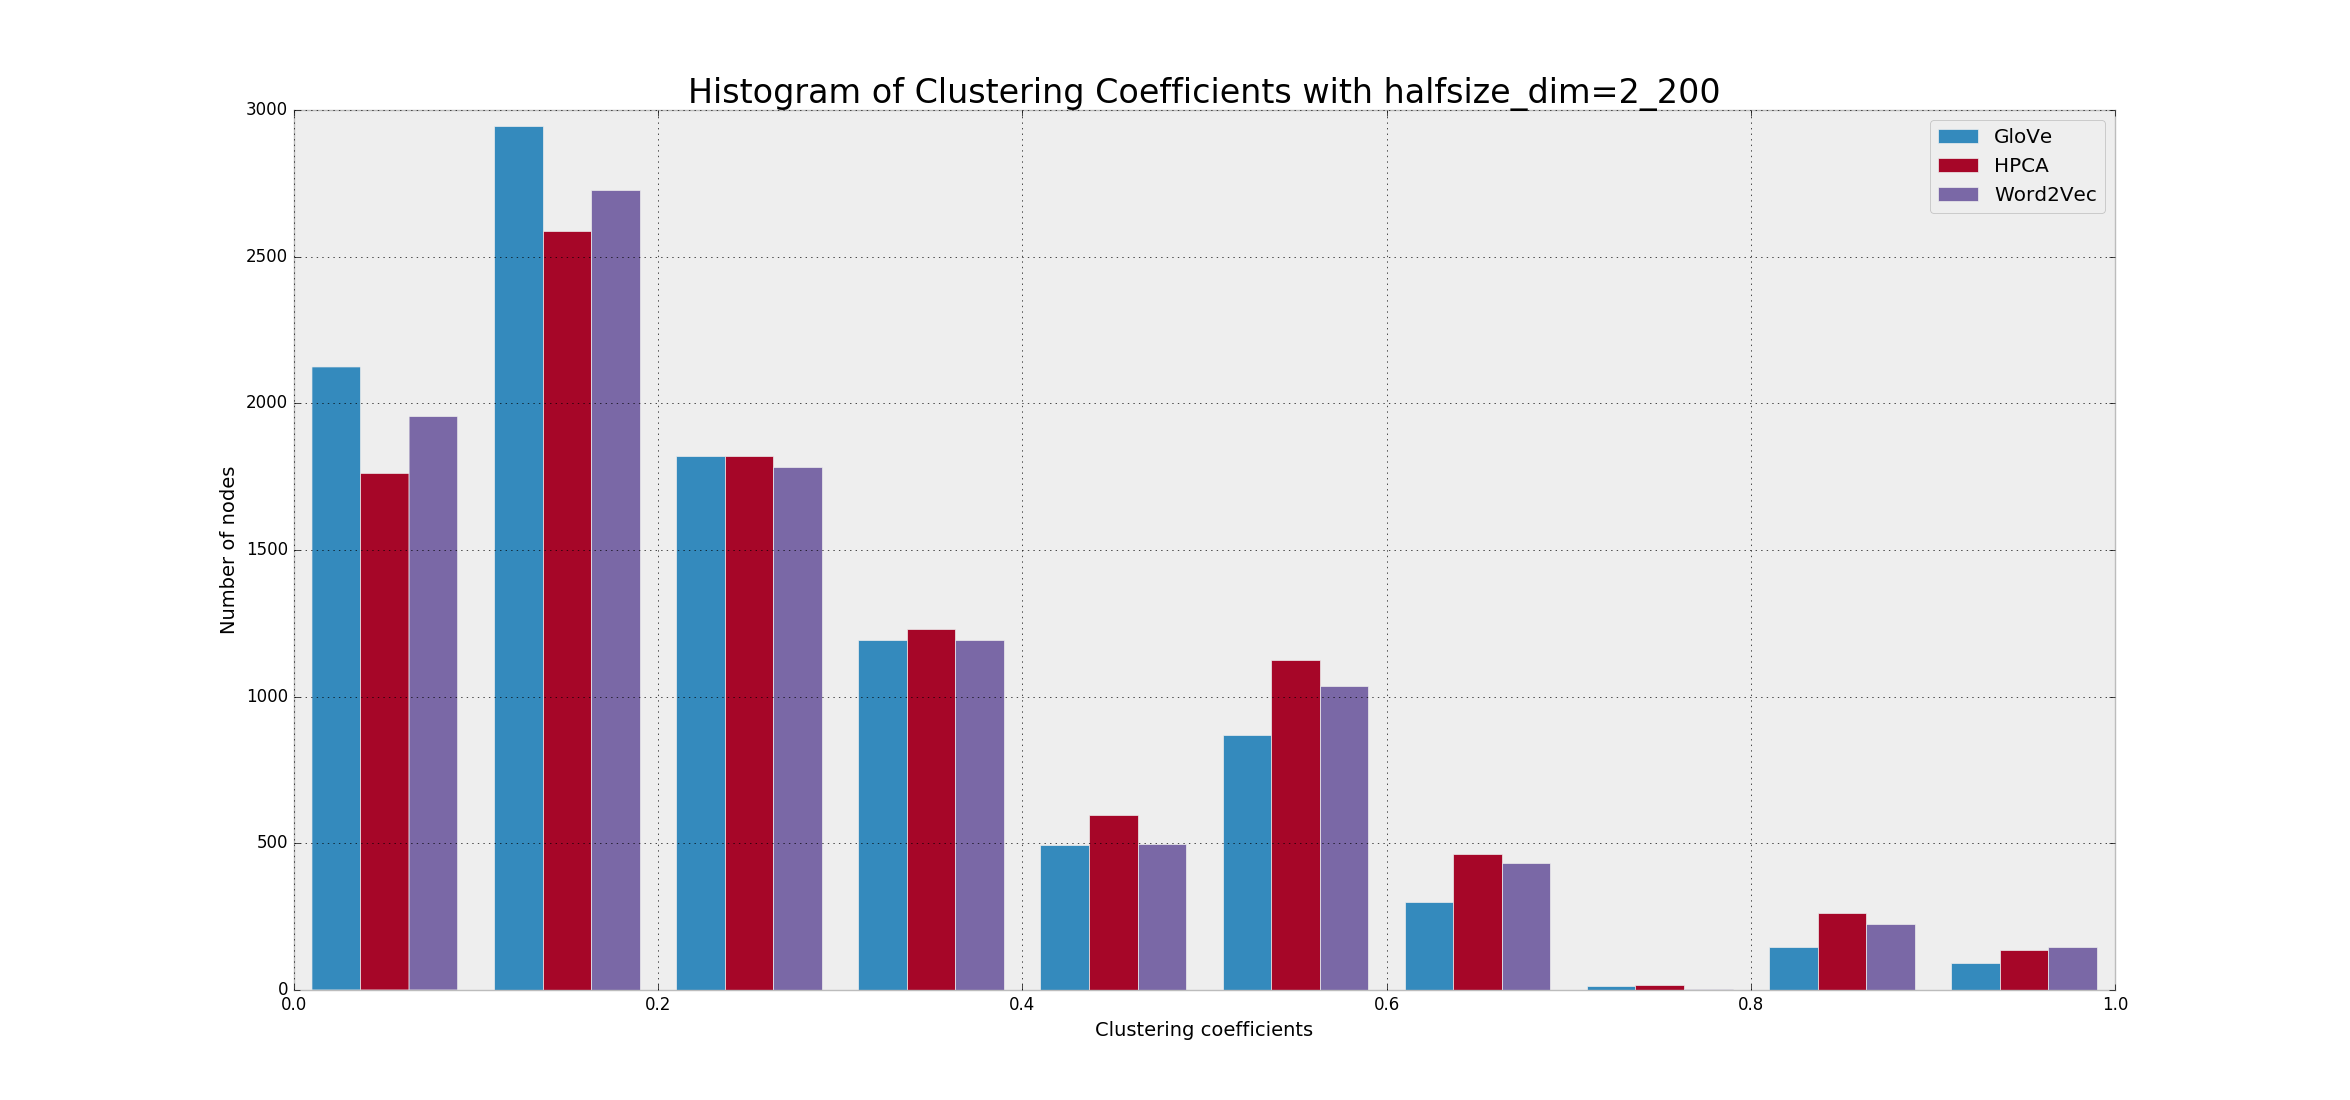 Histogram of Clustering Coefficients with halfsize_dim=2_200
3000
2500
2000
1500
1000
500
0
Number of nodes
GloVe
HPCA
Word2Vec
0.0 0.2 0.4 0.6 0.8 1.0
Clustering coefficients